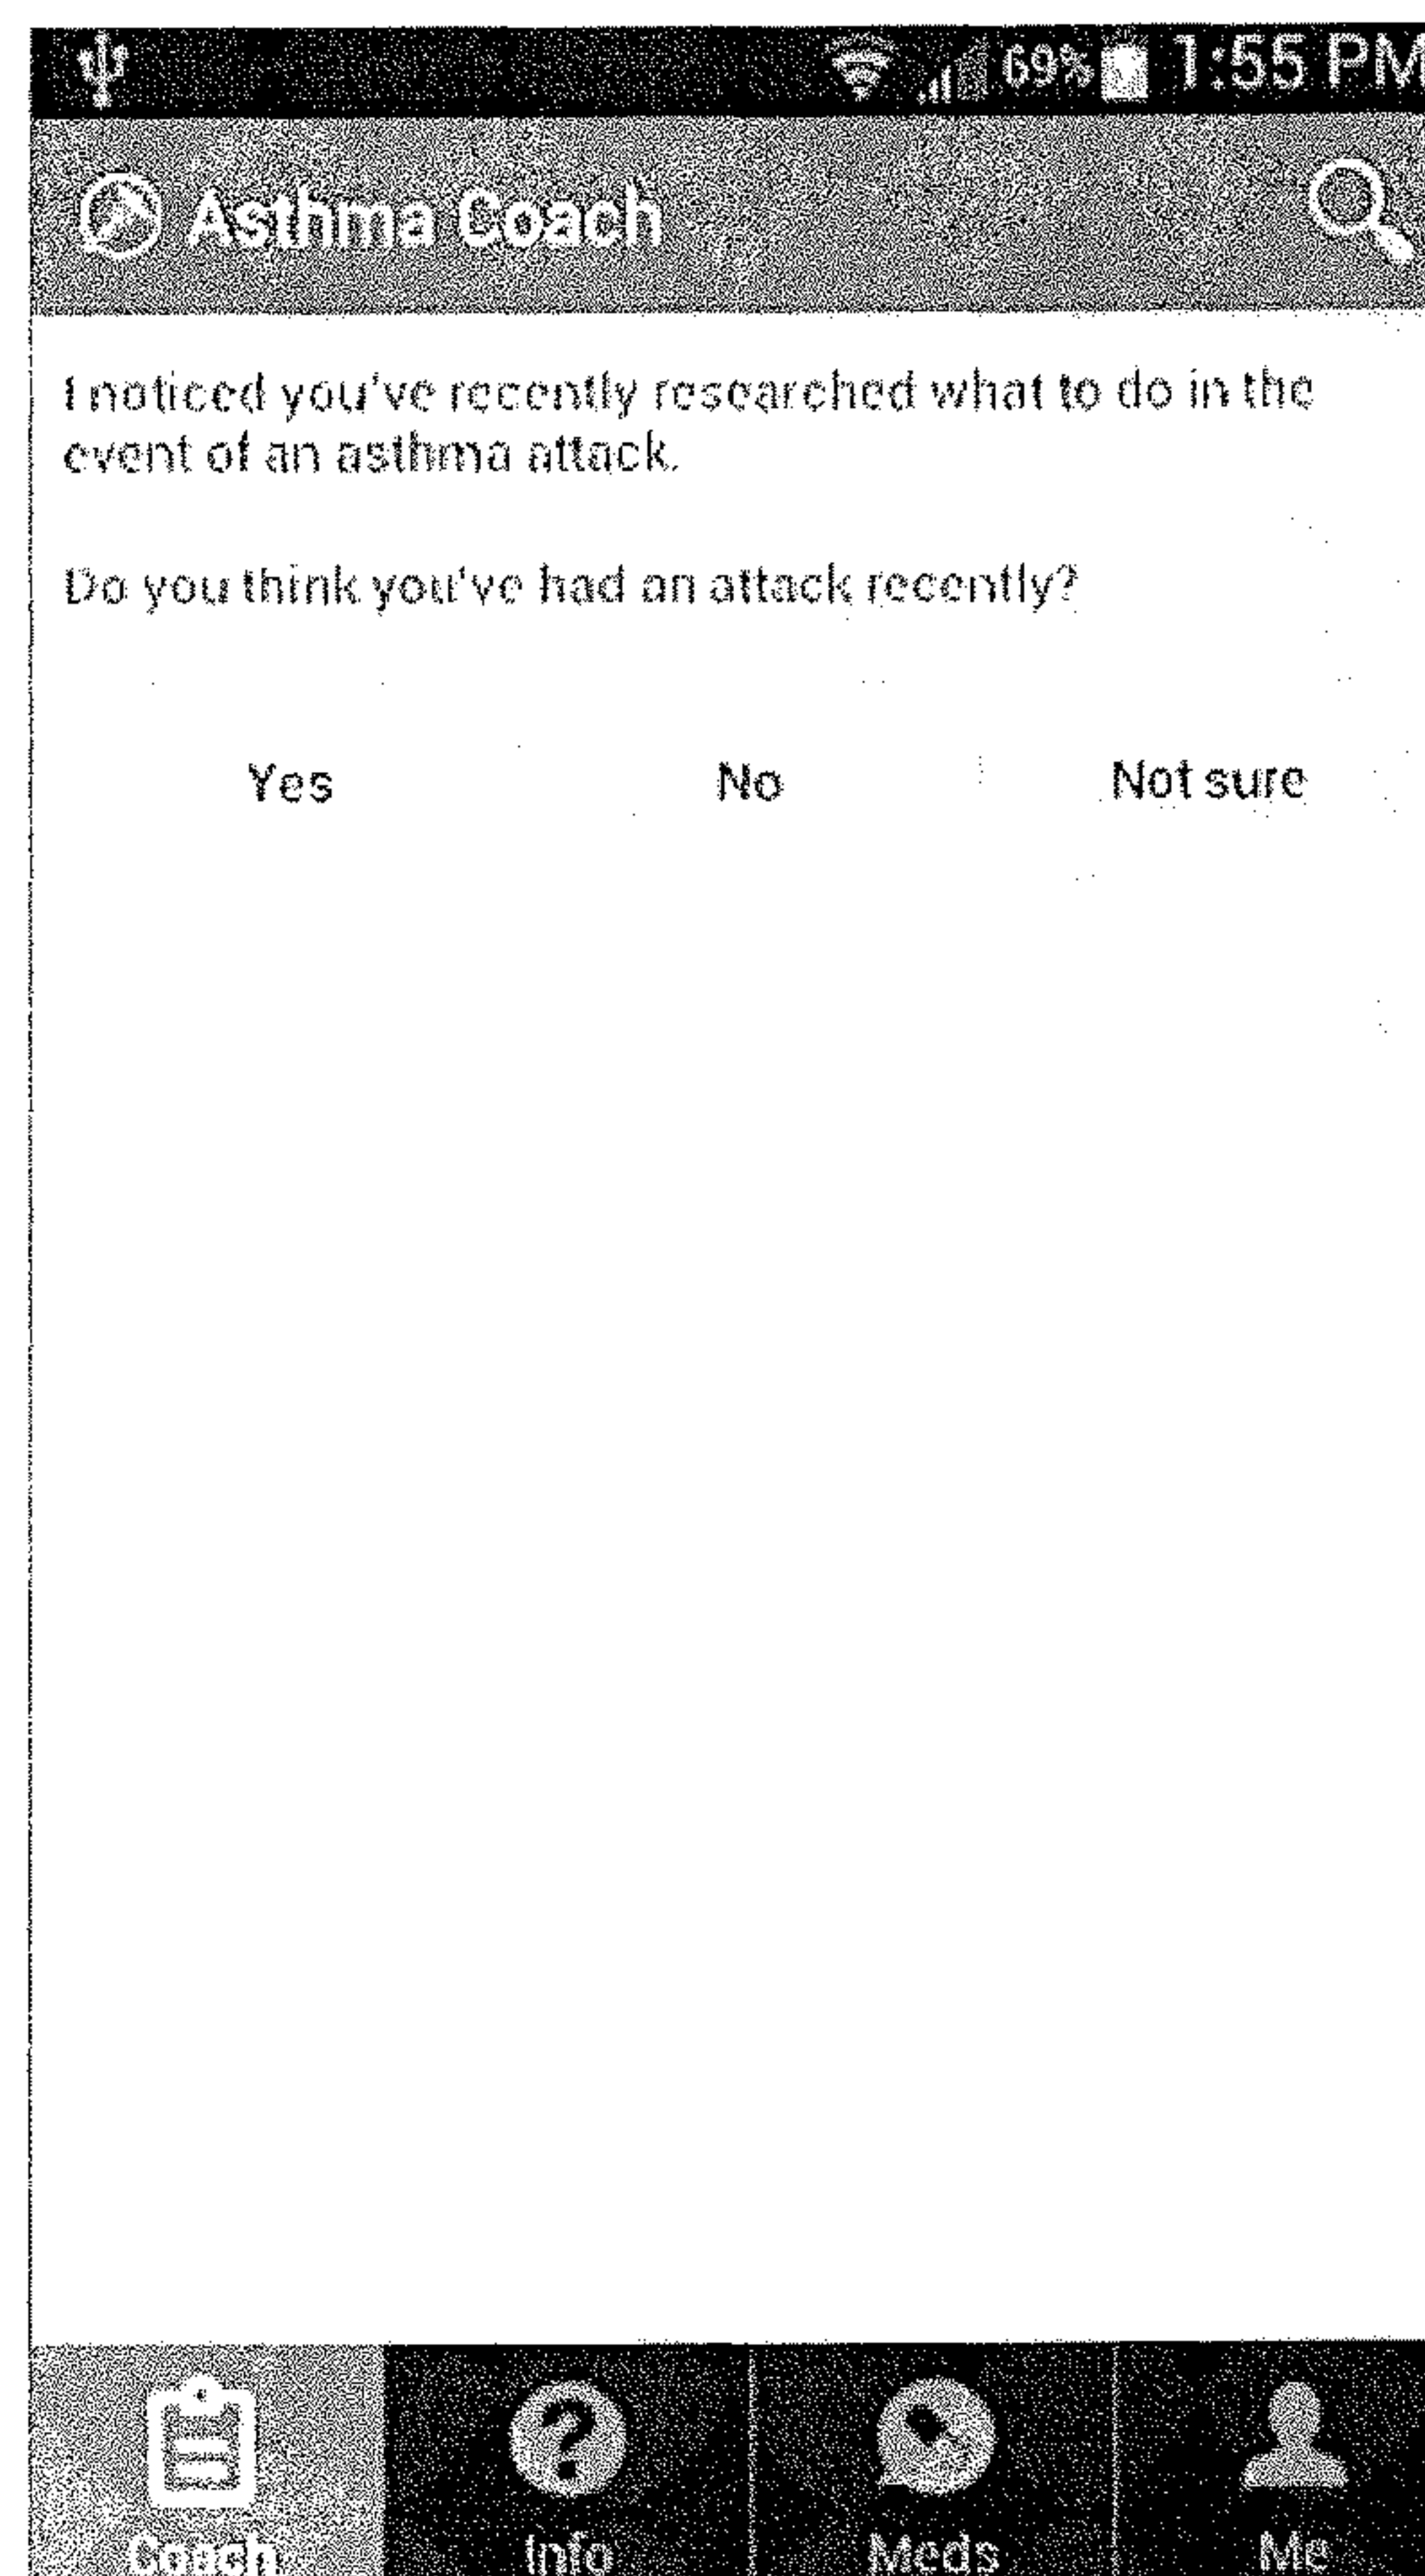 69% 1:55 PM
Asthma Coach
I noticed you've recently researched what to do in the
event of an asthma attack.
Do you think you've had an attack recently?
Yes No Not sure
Coach Info Meds Me